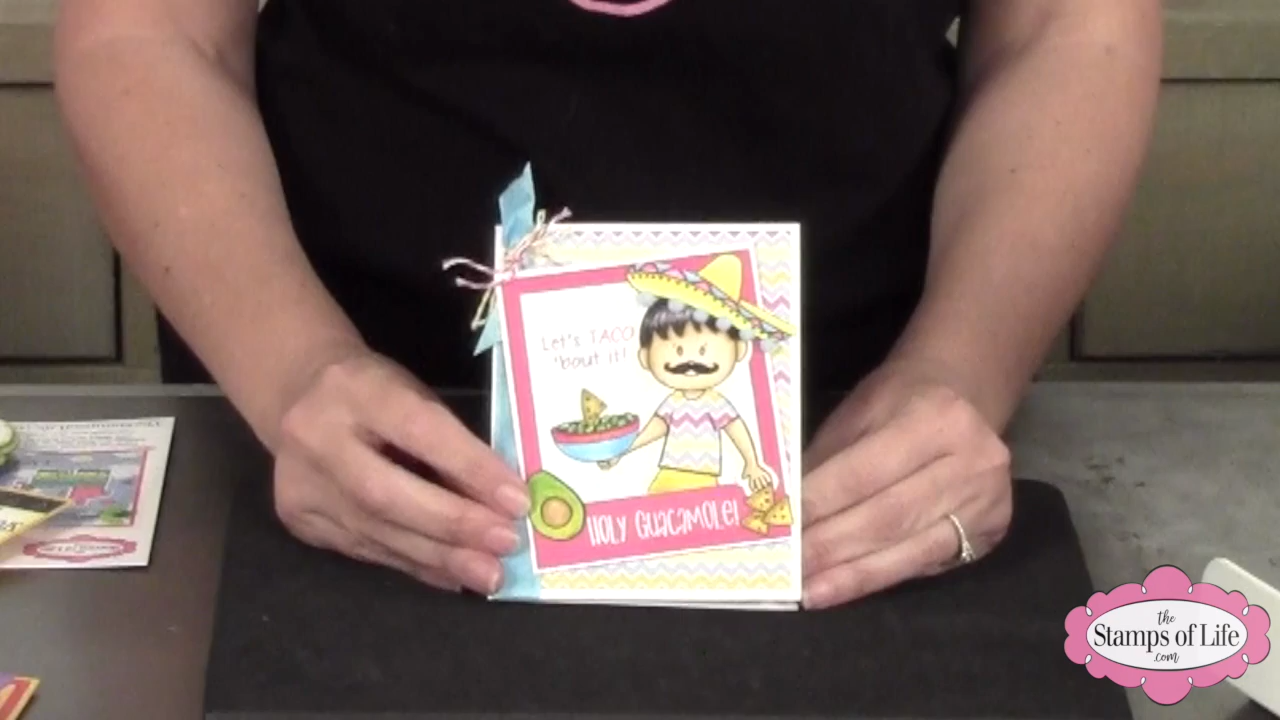 Let's TACO
'bout it!
HOLY GUACAMOLE!
the
Stamps of Life
.com